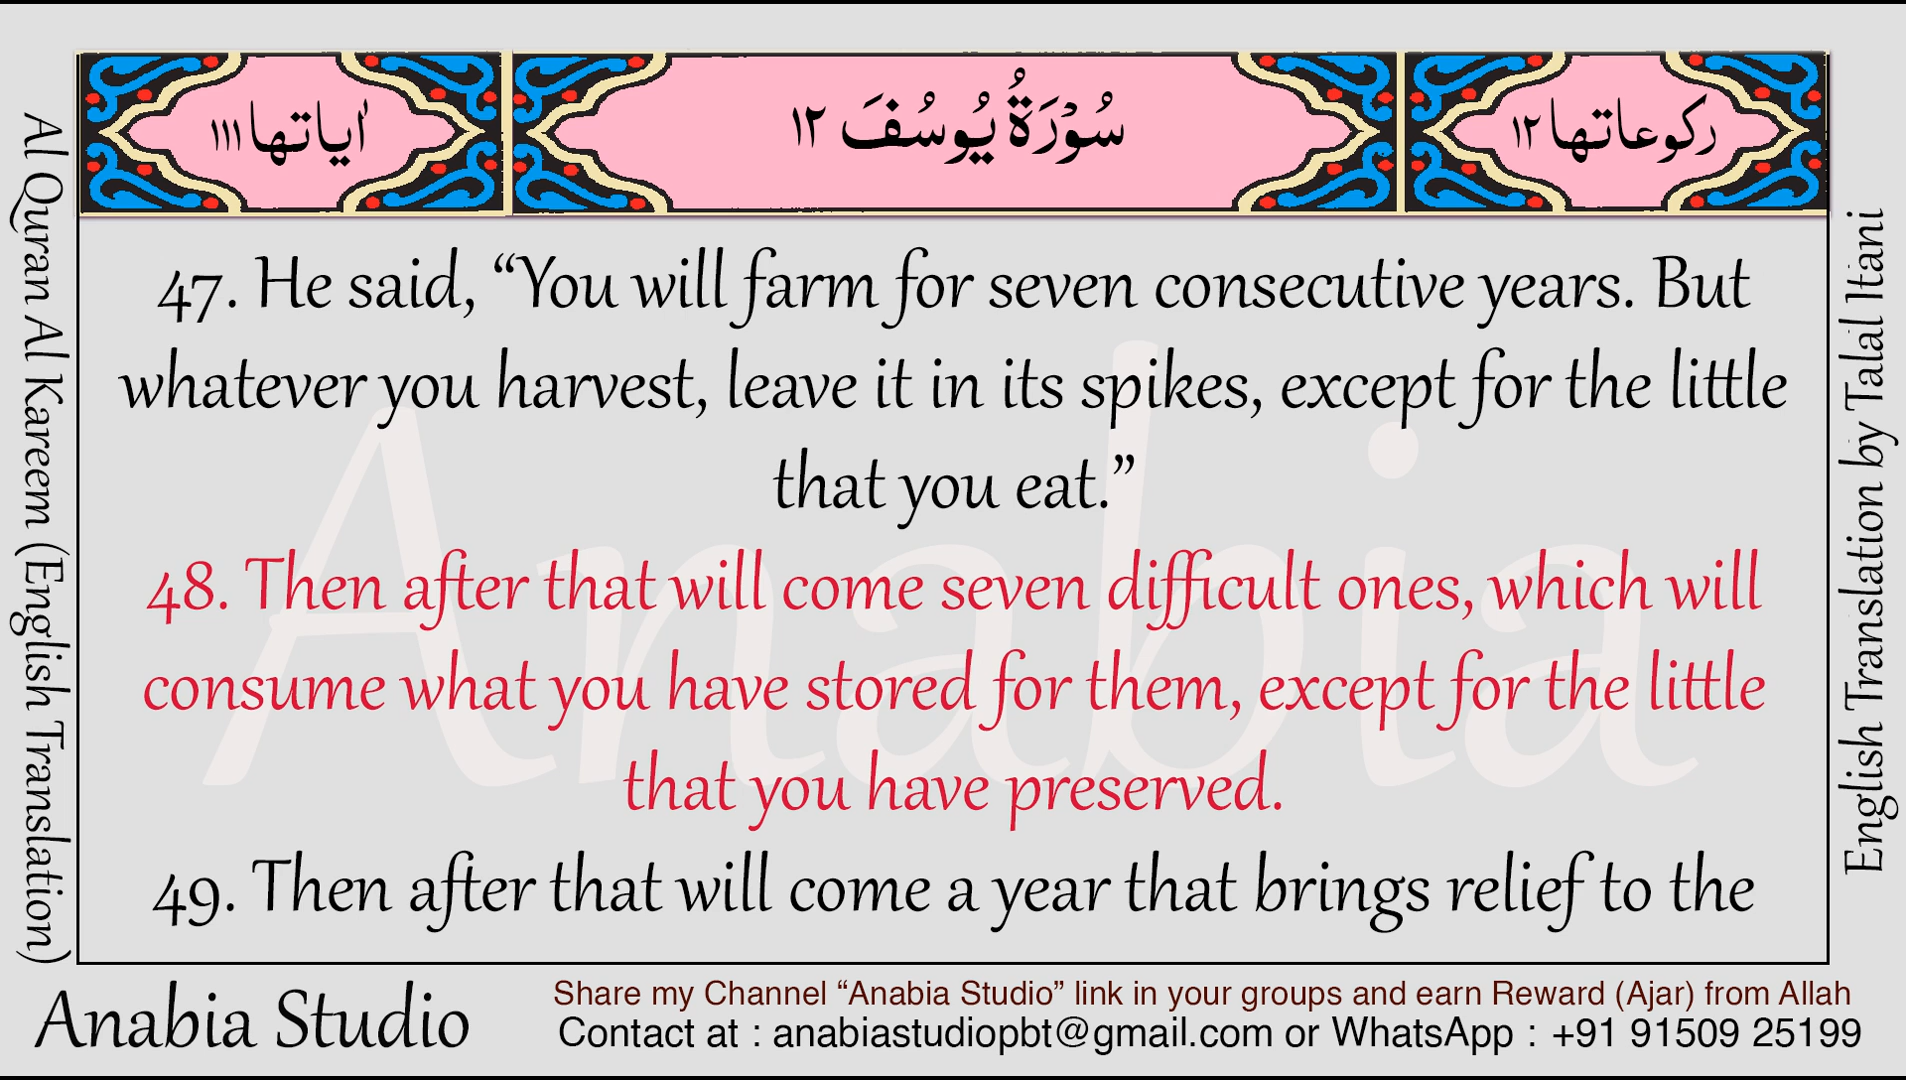 اٰیاتها ١١١
سُوْرَةُ يُوسُفَ ١٢
رکوعاتها ١٢
Al Quran Al Kareem (English Translation)
47. He said, “You will farm for seven consecutive years. But
whatever you harvest, leave it in its spikes, except for the little
that you eat.”
48. Then after that will come seven difficult ones, which will
consume what you have stored for them, except for the little
that you have preserved.
49. Then after that will come a year that brings relief to the
English Translation by Talal Itani
Anabia
Anabia Studio
Share my Channel “Anabia Studio” link in your groups and earn Reward (Ajar) from Allah
Contact at : anabiastudiopbt@gmail.com or WhatsApp : +91 91509 25199